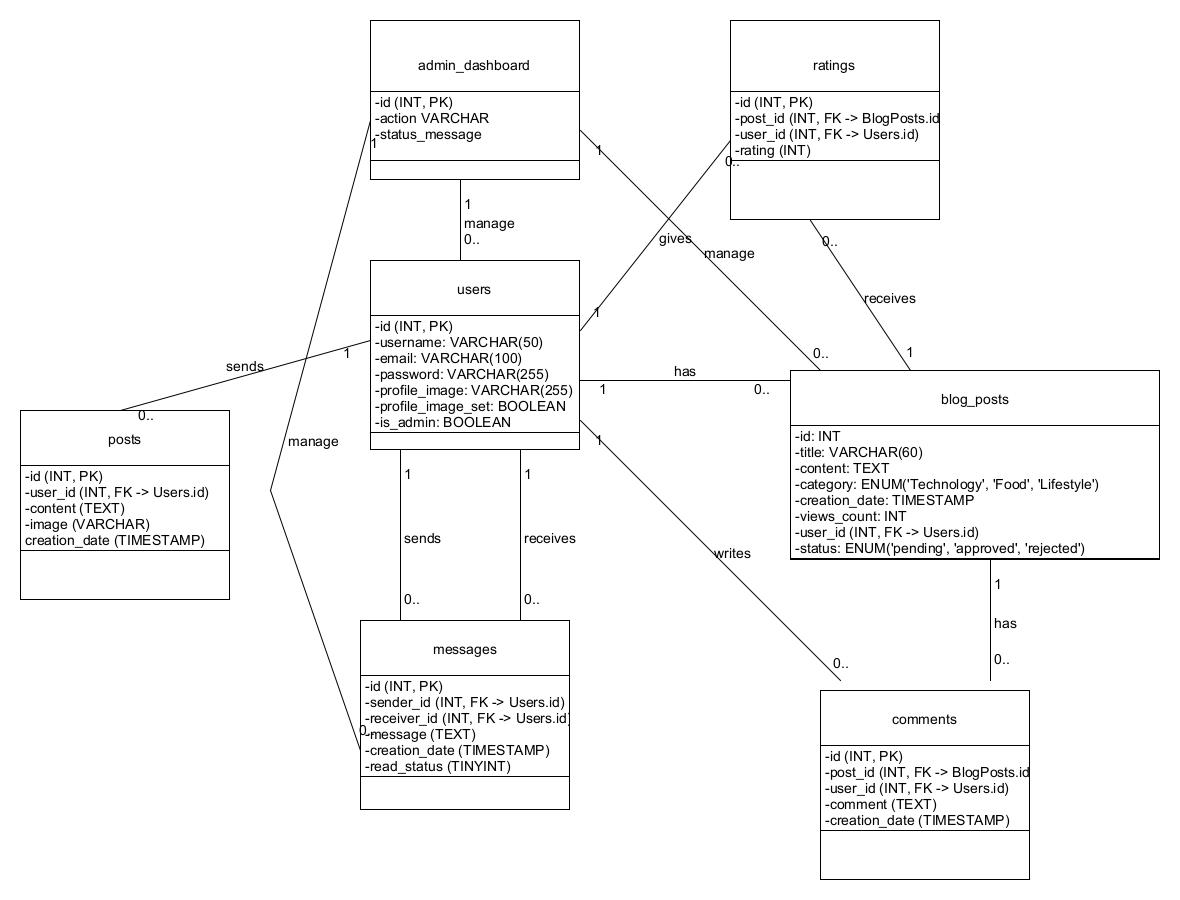 admin_dashboard
-id (INT, PK)
-action VARCHAR
-status_message
ratings
-id (INT, PK)
-post_id (INT, FK -> BlogPosts.id
-user_id (INT, FK -> Users.id)
-rating (INT)
1
1
0..
1
manage
0..
gives
manage
0..
receives
1
0..
1
users
-id (INT, PK)
-username: VARCHAR(50)
-email: VARCHAR(100)
-password: VARCHAR(255)
-profile_image: VARCHAR(255)
-profile_image_set: BOOLEAN
-is_admin: BOOLEAN
1
sends
1
0..
has
1
0..
manage
posts
-id (INT, PK)
-user_id (INT, FK -> Users.id)
-content (TEXT)
-image (VARCHAR)
creation_date (TIMESTAMP)
blog_posts
-id: INT
-title: VARCHAR(60)
-content: TEXT
-category: ENUM('Technology', 'Food', 'Lifestyle')
-creation_date: TIMESTAMP
-views_count: INT
-user_id (INT, FK -> Users.id)
-status: ENUM('pending', 'approved', 'rejected')
1
sends
0..
1
receives
0..
1
writes
0..
1
has
0..
messages
-id (INT, PK)
-sender_id (INT, FK -> Users.id)
-receiver_id (INT, FK -> Users.id)
0..
-message (TEXT)
-creation_date (TIMESTAMP)
-read_status (TINYINT)
comments
-id (INT, PK)
-post_id (INT, FK -> BlogPosts.id
-user_id (INT, FK -> Users.id)
-comment (TEXT)
-creation_date (TIMESTAMP)